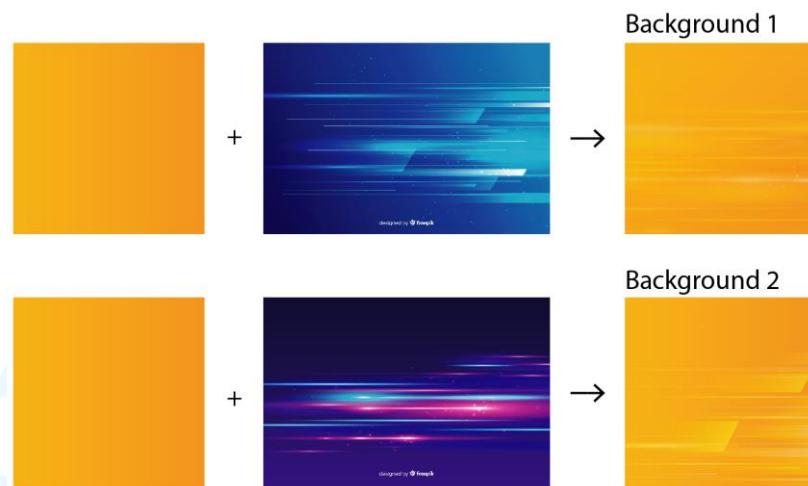 Background 1
+
→
designed by freepik
Background 2
+
→
designed by freepik